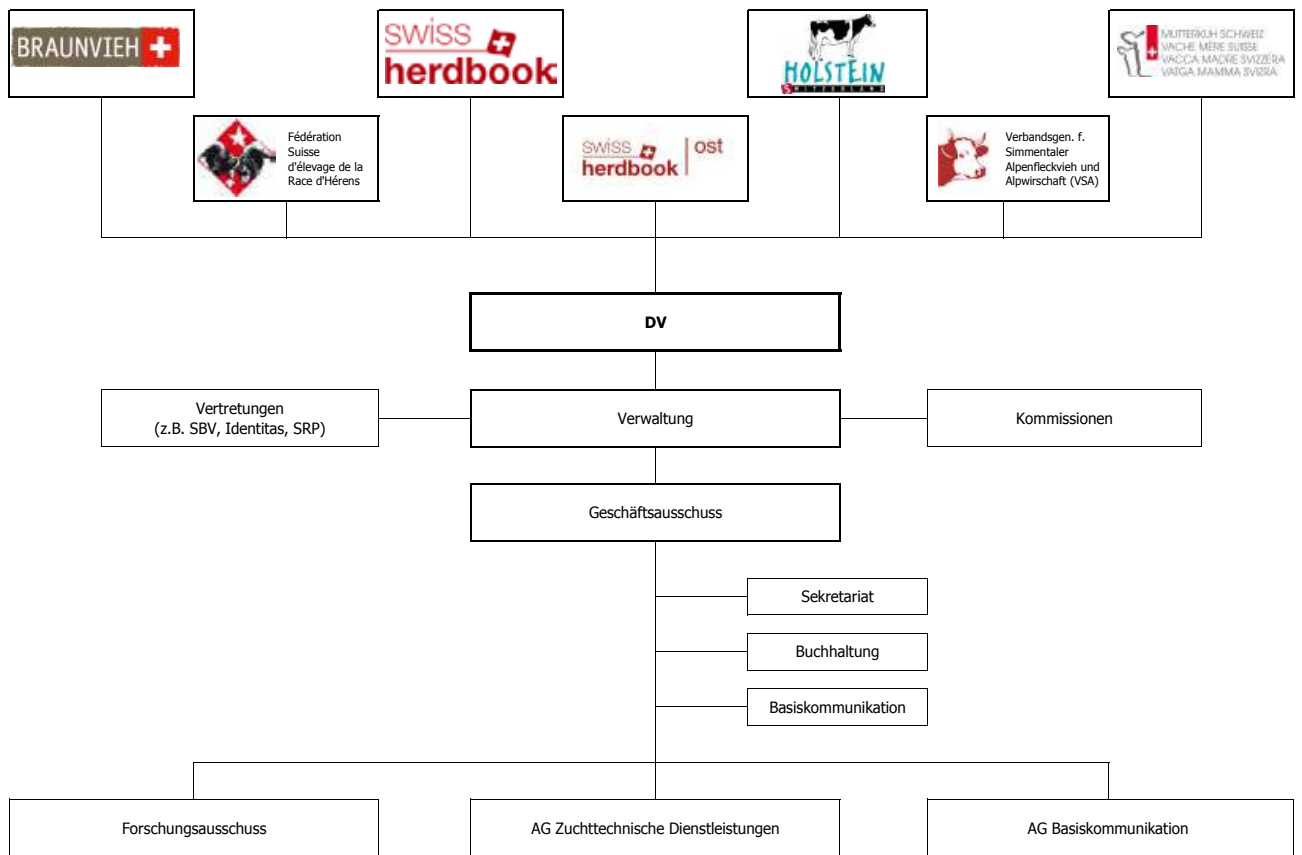 BRAUNVIEH
swiss
herdbook
HOLSTEIN
SWITZERLAND
MUTTERKUH SCHWEIZ
VACHE MÈRE SUISSE
VACCA MADRE SVIZZERA
VATGA MAMMA SVIZRA
Fédération
Suisse
d'élevage de la
Race d'Hérens
swiss
herdbook
ost
Verbandsgen. f.
Simmentaler
Alpenfleckvieh und
Alpwirschaft (VSA)
DV
Vertretungen
(z.B. SBV, Identitas, SRP)
Verwaltung
Kommissionen
Geschäftsausschuss
Sekretariat
Buchhaltung
Basiskommunikation
Forschungsausschuss
AG Zuchttechnische Dienstleistungen
AG Basiskommunikation